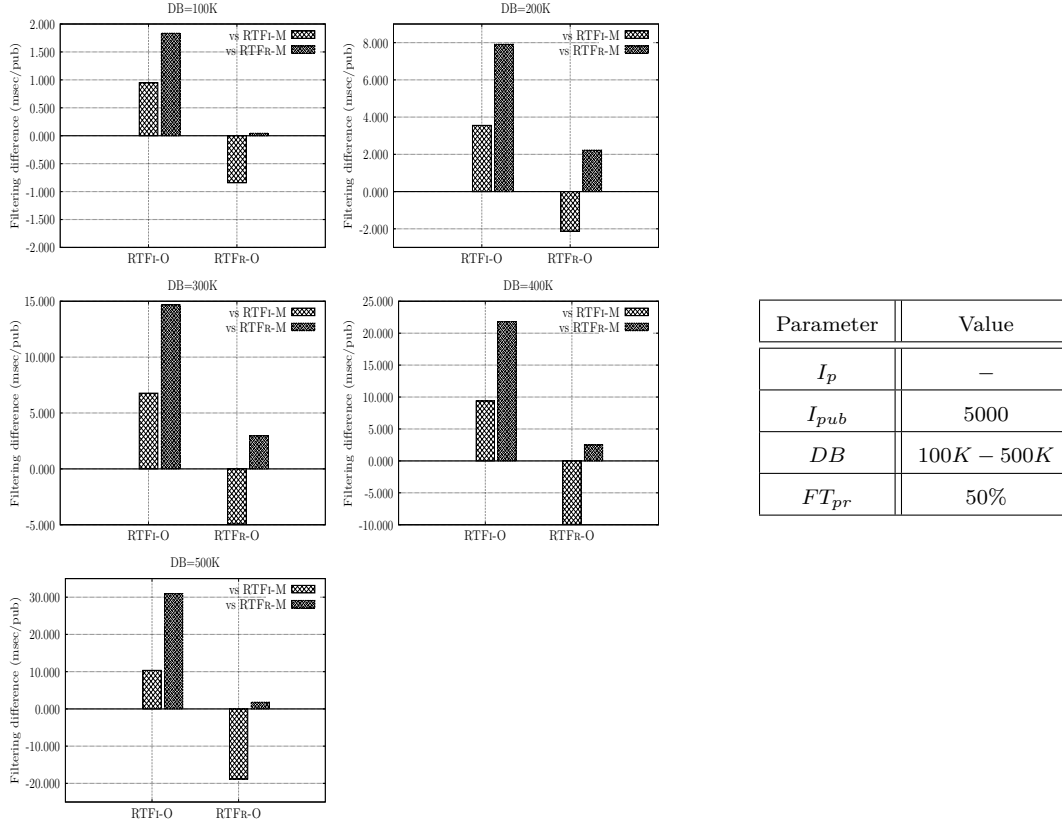 DB=100K
Filtering difference (msec/pub)
2.000
1.500
1.000
0.500
0.000
-0.500
-1.000
-1.500
-2.000
vs RTFI-M
vs RTFR-M
RTFI-O
RTFR-O
DB=200K
Filtering difference (msec/pub)
8.000
6.000
4.000
2.000
0.000
-2.000
vs RTFI-M
vs RTFR-M
RTFI-O
RTFR-O
DB=300K
Filtering difference (msec/pub)
15.000
10.000
5.000
0.000
-5.000
vs RTFI-M
vs RTFR-M
RTFI-O
RTFR-O
DB=400K
Filtering difference (msec/pub)
25.000
20.000
15.000
10.000
5.000
0.000
-5.000
-10.000
vs RTFI-M
vs RTFR-M
RTFI-O
RTFR-O
DB=500K
Filtering difference (msec/pub)
30.000
20.000
10.000
0.000
-10.000
-20.000
vs RTFI-M
vs RTFR-M
RTFI-O
RTFR-O
Parameter Value
Ip −
Ipub 5000
DB 100K − 500K
FTpr 50%